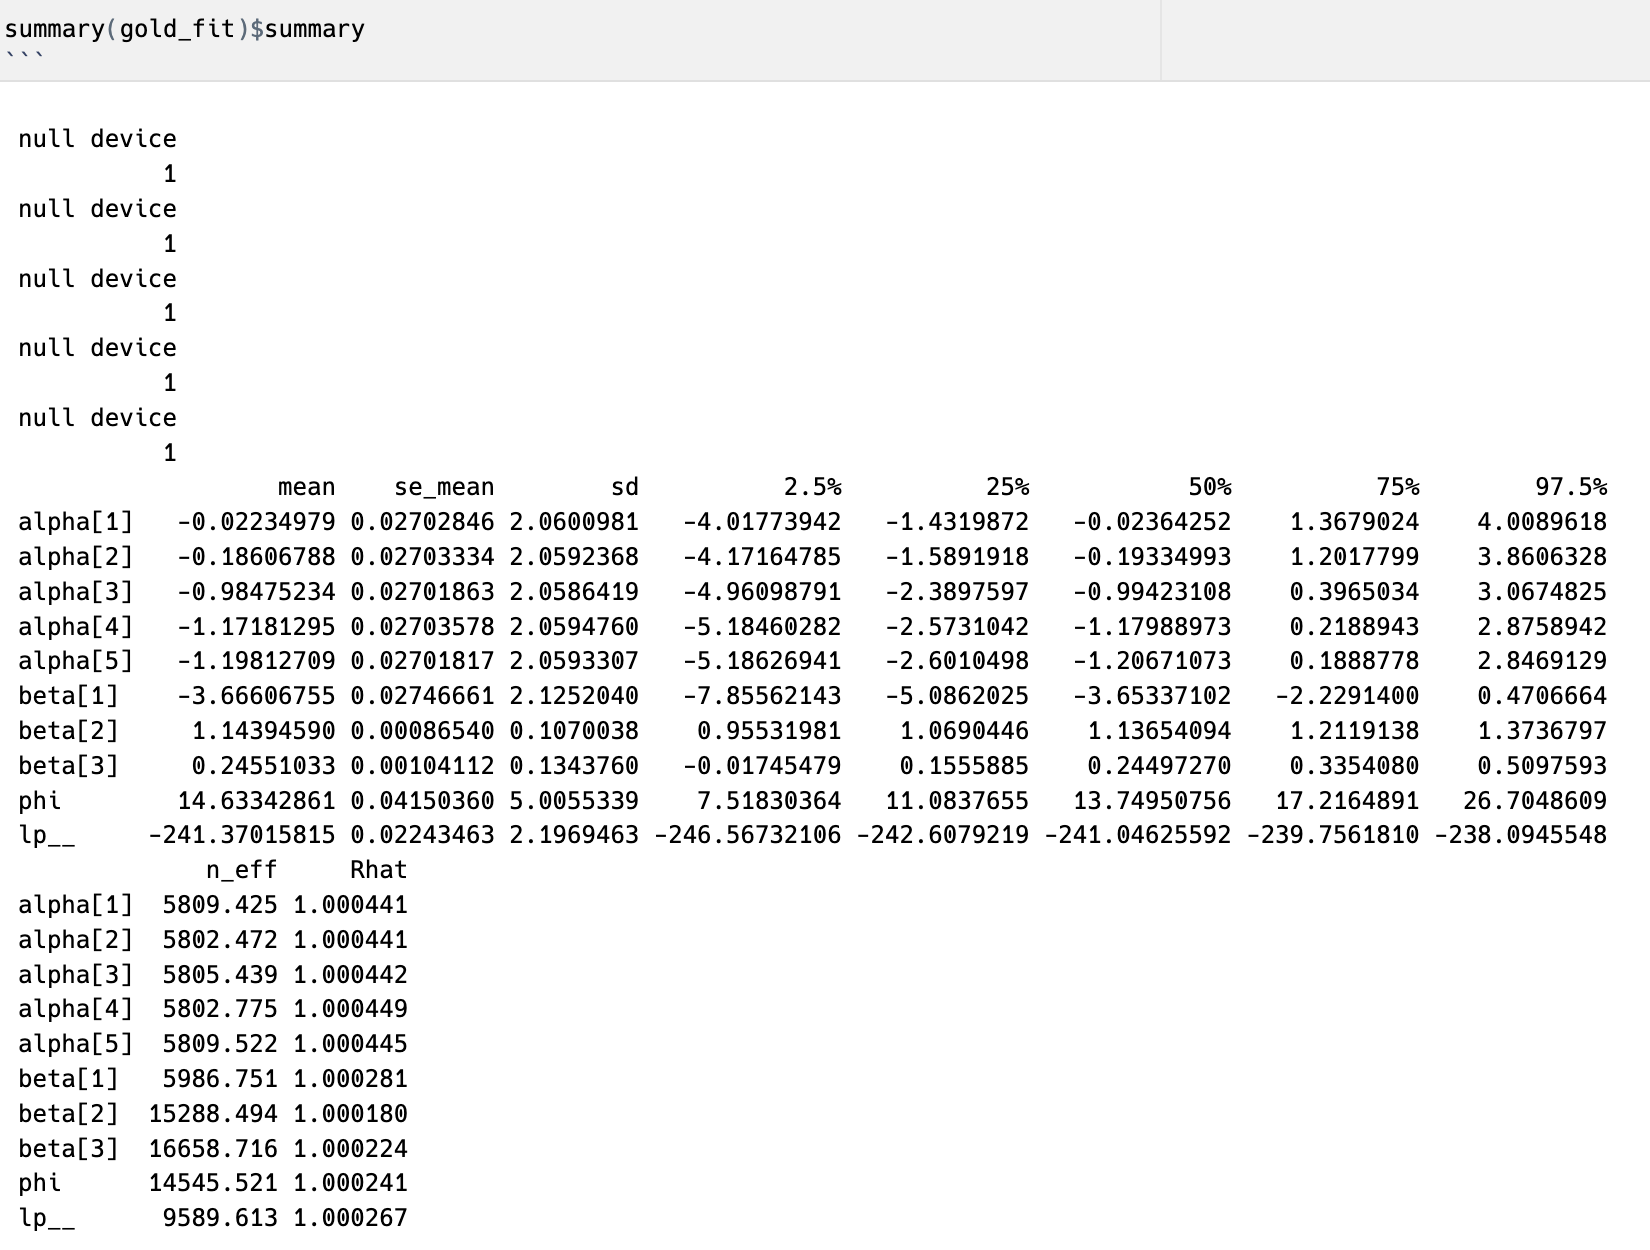 summary(gold_fit)$summary
```
null device
1
null device
1
null device
1
null device
1
null device
1
mean se_mean sd 2.5% 25% 50% 75% 97.5%
alpha[1] -0.02234979 0.02702846 2.0600981 -4.01773942 -1.4319872 -0.02364252 1.3679024 4.0089618
alpha[2] -0.18606788 0.02703334 2.0592368 -4.17164785 -1.5891918 -0.19334993 1.2017799 3.8606328
alpha[3] -0.98475234 0.02701863 2.0586419 -4.96098791 -2.3897597 -0.99423108 0.3965034 3.0674825
alpha[4] -1.17181295 0.02703578 2.0594760 -5.18460282 -2.5731042 -1.17988973 0.2188943 2.8758942
alpha[5] -1.19812709 0.02701817 2.0593307 -5.18626941 -2.6010498 -1.20671073 0.1888778 2.8469129
beta[1] -3.66606755 0.02746661 2.1252040 -7.85562143 -5.0862025 -3.65337102 -2.2291400 0.4706664
beta[2] 1.14394590 0.00086540 0.1070038 0.95531981 1.0690446 1.13654094 1.2119138 1.3736797
beta[3] 0.24551033 0.00104112 0.1343760 -0.01745479 0.1555885 0.24497270 0.3354080 0.5097593
phi 14.63342861 0.04150360 5.0055339 7.51830364 11.0837655 13.74950756 17.2164891 26.7048609
lp__ -241.37015815 0.02243463 2.1969463 -246.56732106 -242.6079219 -241.04625592 -239.7561810 -238.0945548
n_eff Rhat
alpha[1] 5809.425 1.000441
alpha[2] 5802.472 1.000441
alpha[3] 5805.439 1.000442
alpha[4] 5802.775 1.000449
alpha[5] 5809.522 1.000445
beta[1] 5986.751 1.000281
beta[2] 15288.494 1.000180
beta[3] 16658.716 1.000224
phi 14545.521 1.000241
lp__ 9589.613 1.000267